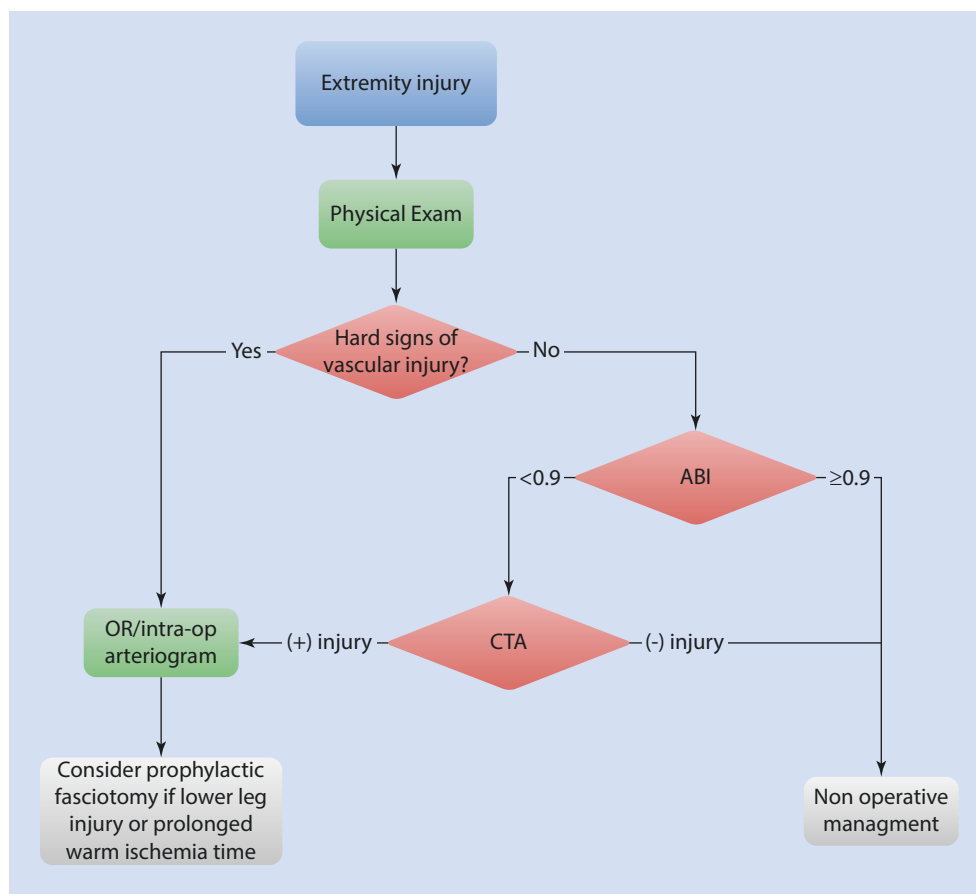 Extremity injury
Physical Exam
Hard signs of
vascular injury?
Yes
No
ABI
<0.9
≥0.9
CTA
(+) injury
(-) injury
OR/intra-op
arteriogram
Consider prophylactic
fasciotomy if lower leg
injury or prolonged
warm ischemia time
Non operative
managment